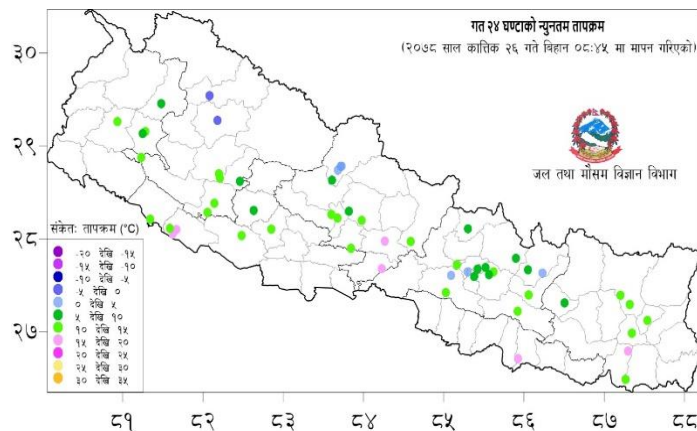 गत २४ घण्टाको न्युनतम तापक्रम
(२०७८ साल कात्तिक २६ गते बिहान ०८:४५ मा मापन गरिएको)
जल तथा मौसम विज्ञान विभाग
३०
२९
२८
२७
संकेत: तापक्रम (°C)
-२० देखि -१५
-१५ देखि -१०
-१० देखि -५
-५ देखि ०
० देखि ५
५ देखि १०
१० देखि १५
१५ देखि २०
२० देखि २५
२५ देखि ३०
३० देखि ३५
८१ ८२ ८३ ८४ ८५ ८६ ८७ ८८